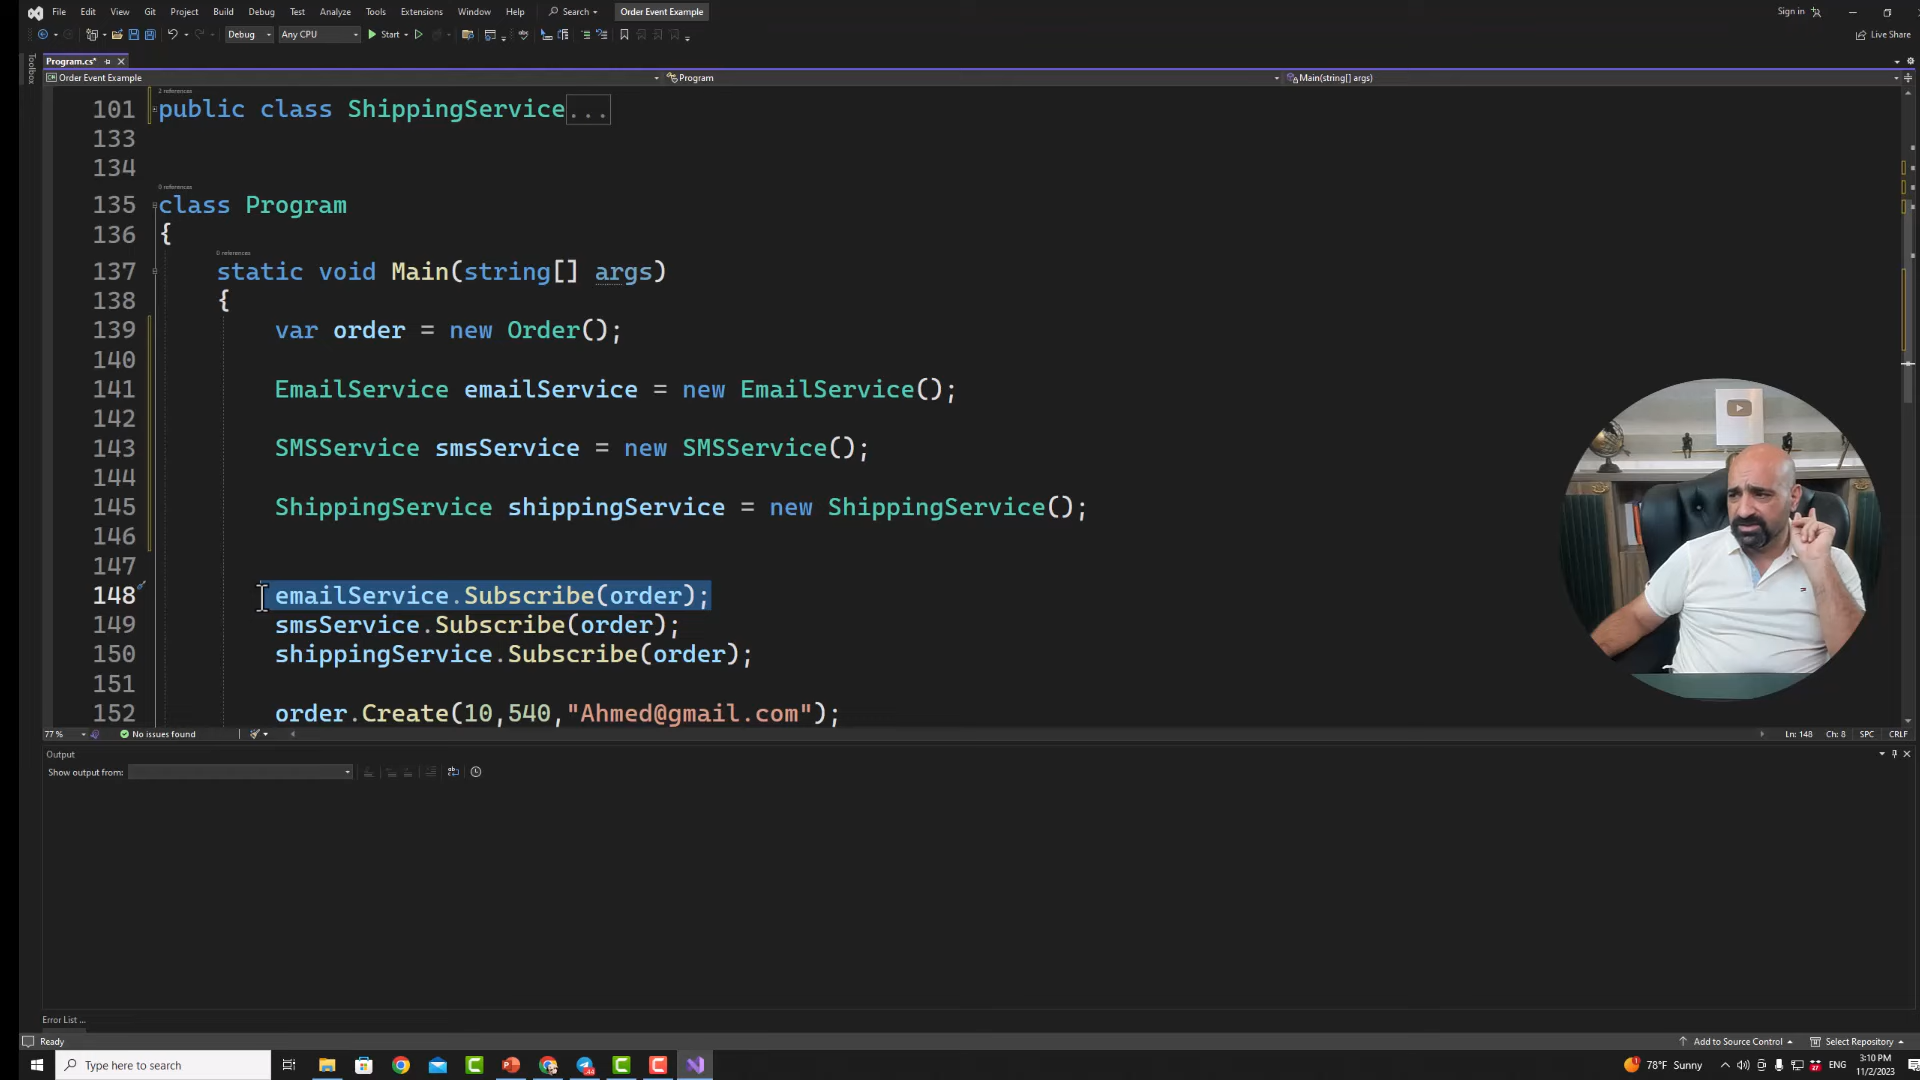 File Edit View Git Project Build Debug Test Analyze Tools Extensions Window Help Search Order Event Example Sign in
Debug Any CPU Start Live Share
Program.cs*
Order Event Example Program Main(string[] args)
Toolbox
2 references
101 public class ShippingService...
133
134
0 references
135 class Program
136 {
0 references
137 static void Main(string[] args)
138 {
139 var order = new Order();
140
141 EmailService emailService = new EmailService();
142
143 SMSService smsService = new SMSService();
144
145 ShippingService shippingService = new ShippingService();
146
147
148 emailService.Subscribe(order);
149 smsService.Subscribe(order);
150 shippingService.Subscribe(order);
151
152 order.Create(10,540,"Ahmed@gmail.com");
77 % No issues found Ln: 148 Ch: 8 SPC CRLF
Output
Show output from:
Error List ...
Ready Add to Source Control Select Repository
Type here to search 78°F Sunny ENG 3:10 PM
11/2/2023